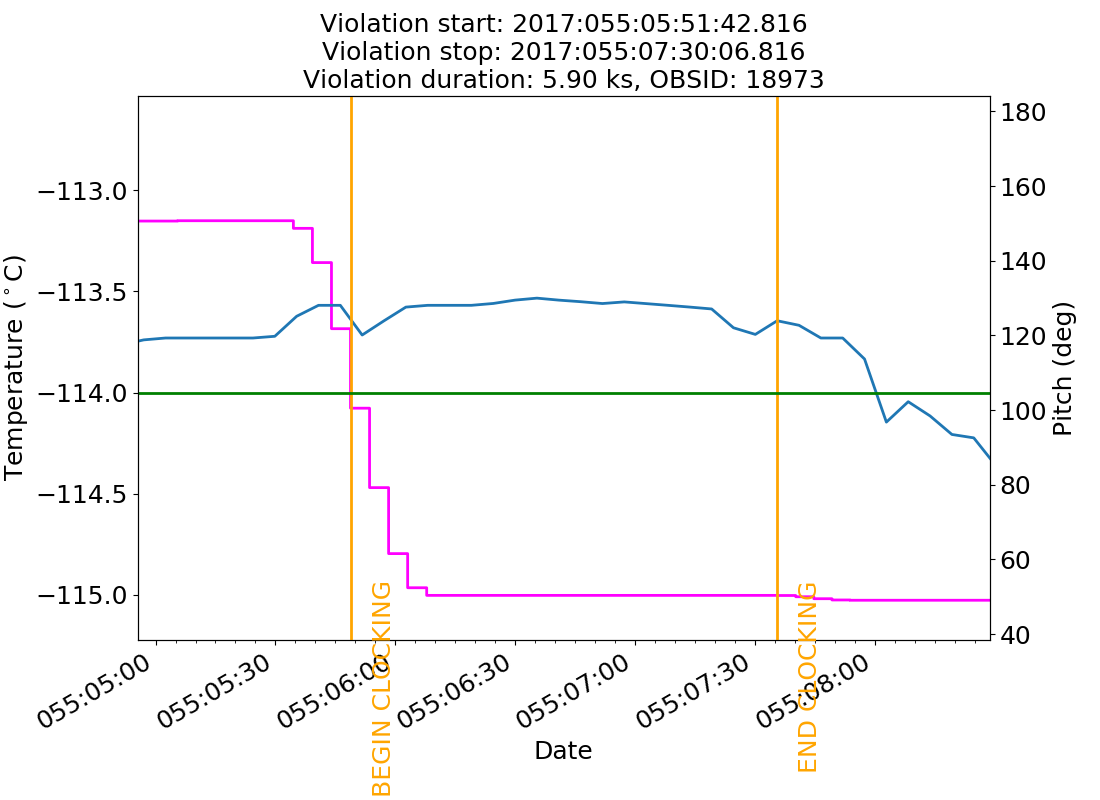 Violation start: 2017:055:05:51:42.816
Violation stop: 2017:055:07:30:06.816
Violation duration: 5.90 ks, OBSID: 18973
−113.0
−113.5
−114.0
−114.5
−115.0
Temperature (°C)
180
160
140
120
100
80
60
40
Pitch (deg)
BEGIN CLOCKING
END CLOCKING
055:05:00
055:05:30
055:06:00
055:06:30
055:07:00
055:07:30
055:08:00
Date